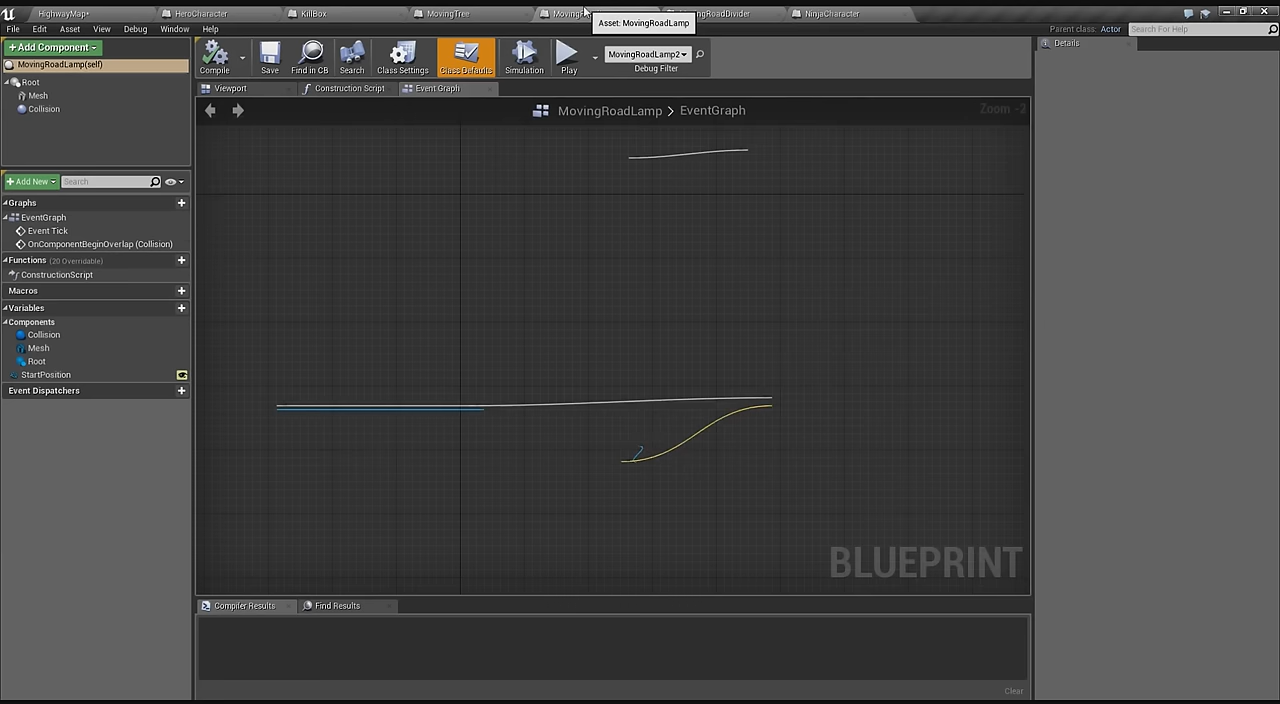 HighwayMap*
HeroCharacter
KillBox
MovingTree
NinjaCharacter
Asset: MovingRoadLamp
File Edit Asset View Debug Window Help
Parent class: Actor
Search For Help
+Add Component
MovingRoadLamp(self)
Root
Mesh
Collision
Compile
Save
Find in CB
Search
Class Settings
Class Defaults
Simulation
Play
MovingRoadLamp2
Debug Filter
Details
Viewport
Construction Script
Event Graph
MovingRoadLamp > EventGraph
Zoom -2
+Add New
Search
Graphs
EventGraph
Event Tick
OnComponentBeginOverlap (Collision)
Functions (20 Overridable)
ConstructionScript
Macros
Variables
Components
Collision
Mesh
Root
StartPosition
Event Dispatchers
BLUEPRINT
Compiler Results
Find Results
Clear